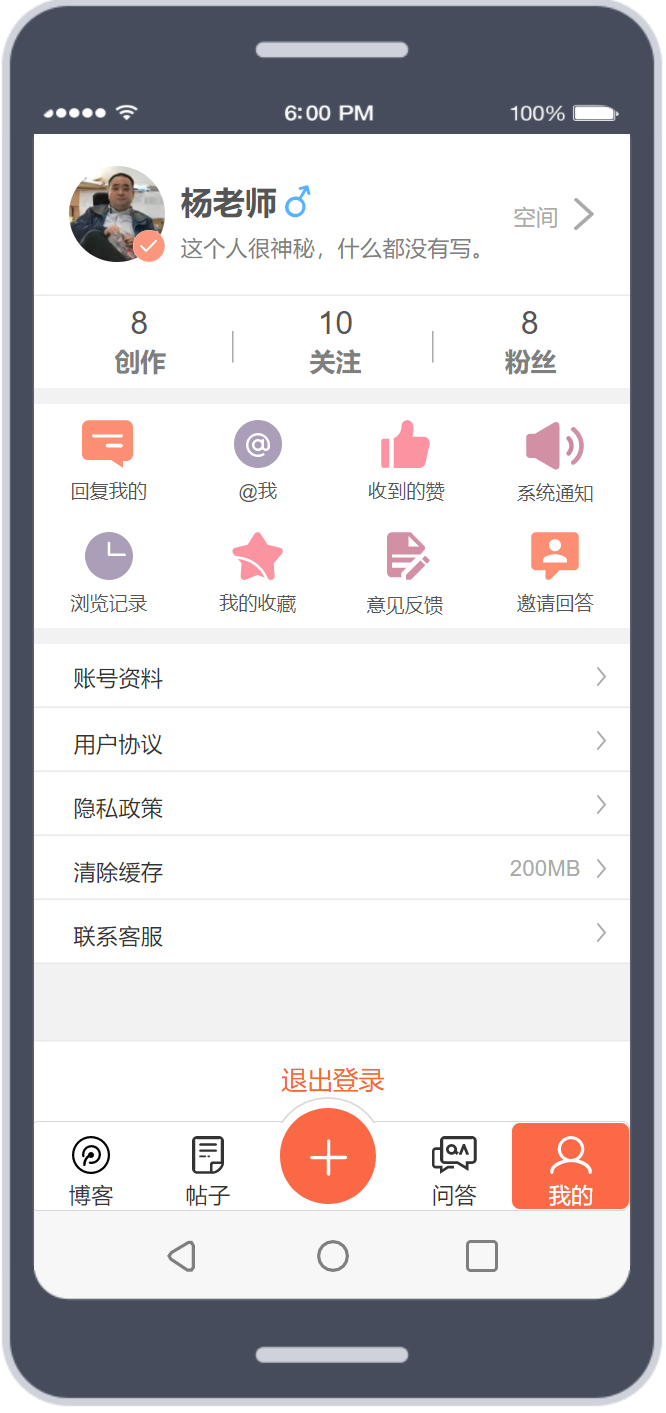 6:00 PM 100%
杨老师
这个人很神秘，什么都没有写。
空间
8 10 8
创作 关注 粉丝
回复我的 @我 收到的赞 系统通知
浏览记录 我的收藏 意见反馈 邀请回答
账号资料
用户协议
隐私政策
清除缓存 200MB
联系客服
退出登录
博客 帖子 问答 我的